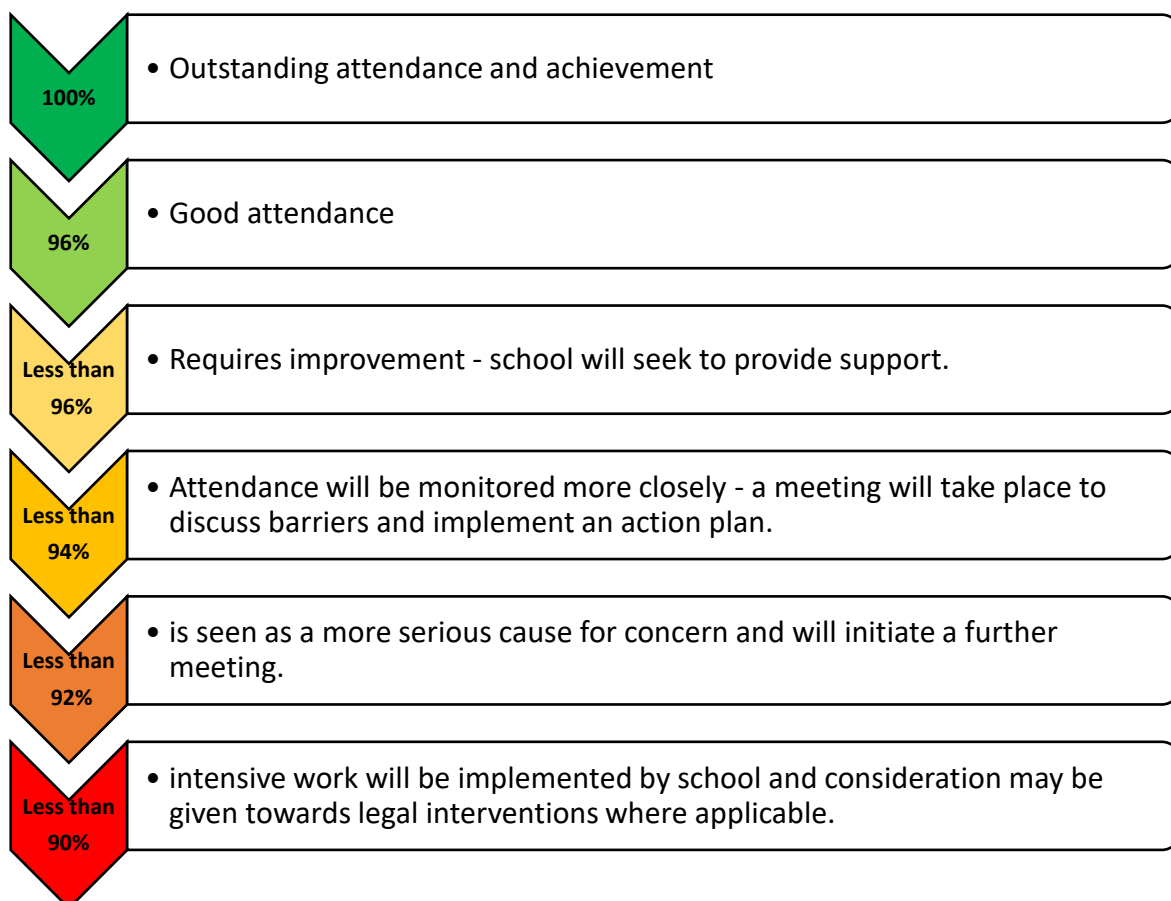 100%
• Outstanding attendance and achievement
96%
• Good attendance
Less than
96%
• Requires improvement - school will seek to provide support.
Less than
94%
• Attendance will be monitored more closely - a meeting will take place to
discuss barriers and implement an action plan.
Less than
92%
• is seen as a more serious cause for concern and will initiate a further
meeting.
Less than
90%
• intensive work will be implemented by school and consideration may be
given towards legal interventions where applicable.